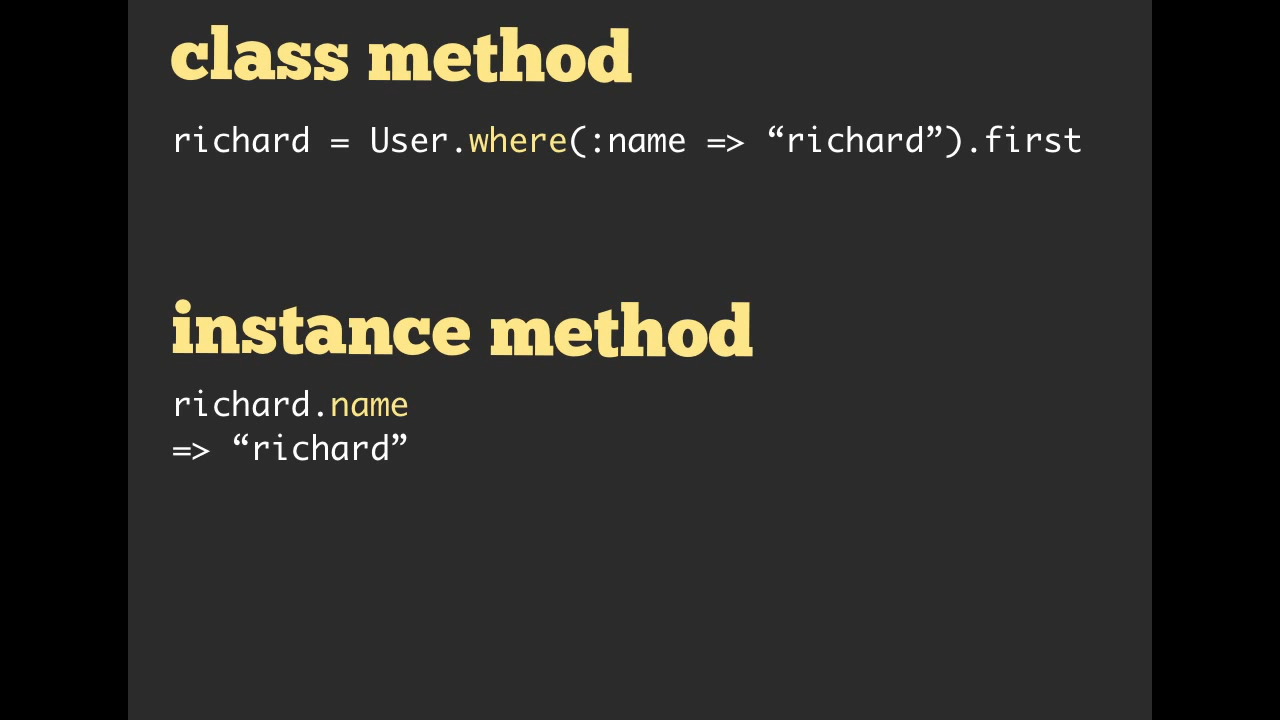 class method
richard = User.where(:name => “richard”).first
instance method
richard.name
=> “richard”